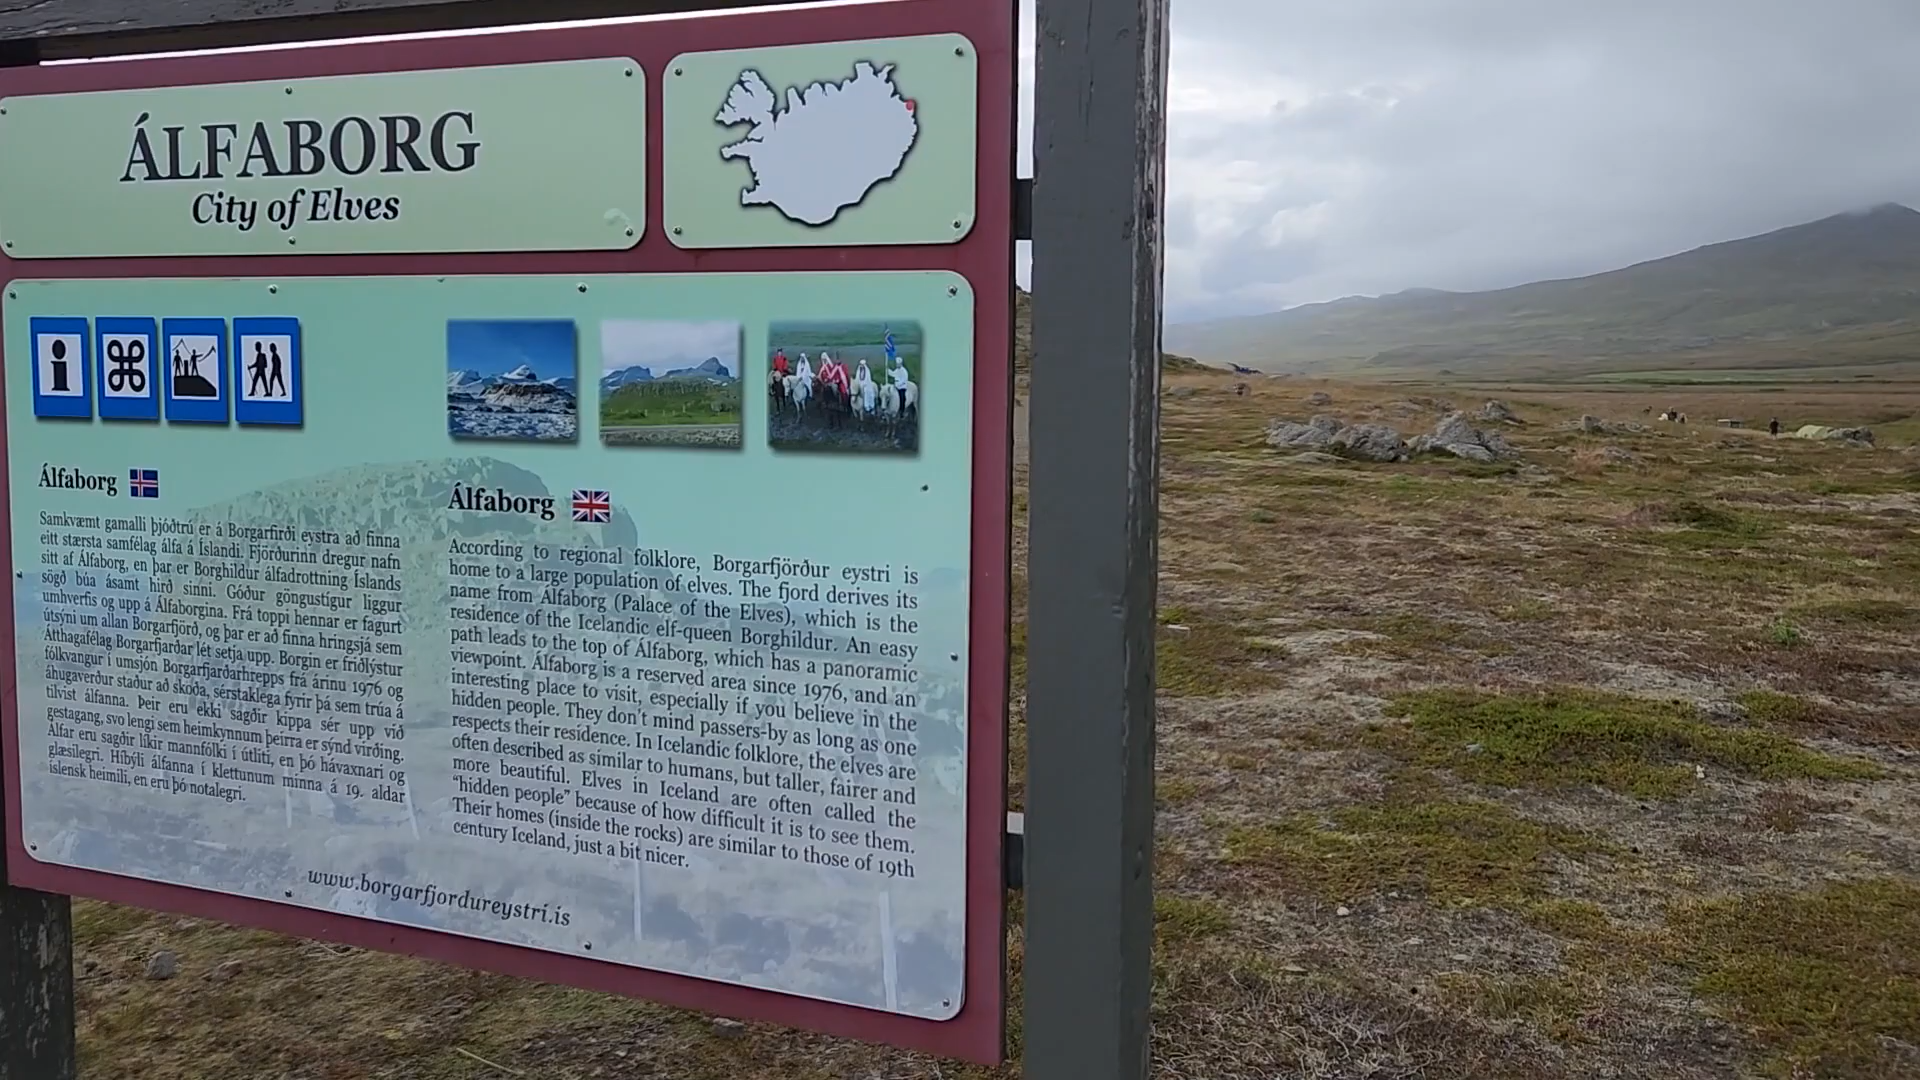 ÁLFABORG
City of Elves
Álfaborg
Samkvæmt gamalli þjóðtrú er á Borgarfirði eystra að finna
eitt stærsta samfélag álfa á Íslandi. Fjörðurinn dregur nafn
sitt af Álfaborg, en þar er Borghildur álfadrottning Íslands
sögð búa ásamt hirð sinni. Góður göngustígur liggur
umhverfis og upp á Álfaborgina. Frá toppi hennar er fagurt
útsýni um allan Borgarfjörð, og þar er að finna hringsjá sem
Átthagafélag Borgarfjarðar lét setja upp. Borgin er friðlýstur
fólkvangur í umsjón Borgarfjarðarhrepps frá árinu 1976 og
áhugaverður staður að skoða, sérstaklega fyrir þá sem trúa á
tilvist álfanna. Þeir eru ekki sagðir kippa sér upp við
gestagang, svo lengi sem heimkynnum þeirra er sýnd virðing.
Álfar eru sagðir líkir mannfólki í útliti, en þó hávaxnari og
glæsilegri. Híbýli álfanna í klettunum minna á 19. aldar
íslensk heimili, en eru þó notalegri.
Álfaborg
According to regional folklore, Borgarfjörður eystri is
home to a large population of elves. The fjord derives its
name from Álfaborg (Palace of the Elves), which is the
residence of the Icelandic elf-queen Borghildur. An easy
path leads to the top of Álfaborg, which has a panoramic
viewpoint. Álfaborg is a reserved area since 1976, and an
interesting place to visit, especially if you believe in the
hidden people. They don't mind passers-by as long as one
respects their residence. In Icelandic folklore, the elves are
often described as similar to humans, but taller, fairer and
more beautiful. Elves in Iceland are often called the
“hidden people” because of how difficult it is to see them.
Their homes (inside the rocks) are similar to those of 19th
century Iceland, just a bit nicer.
www.borgarfjordureystri.is